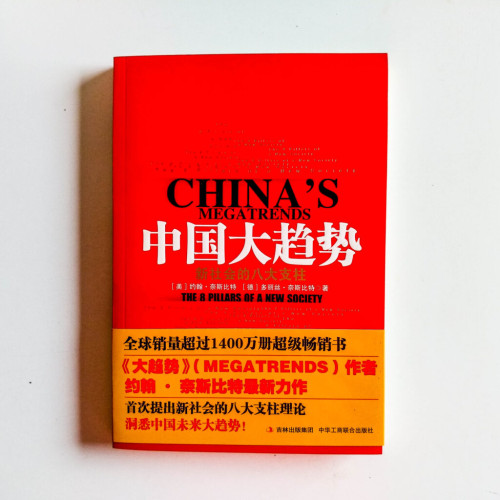 CHINA'S
MEGATRENDS
中国大趋势
新社会的八大支柱
[美] 约翰·奈斯比特 [德] 多丽丝·奈斯比特 著
THE 8 PILLARS OF A NEW SOCIETY
全球销量超过1400万册超级畅销书
《大趋势》(MEGATRENDS) 作者
约翰·奈斯比特最新力作
首次提出新社会的八大支柱理论
洞悉中国未来大趋势!
吉林出版集团 中华工商联合出版社